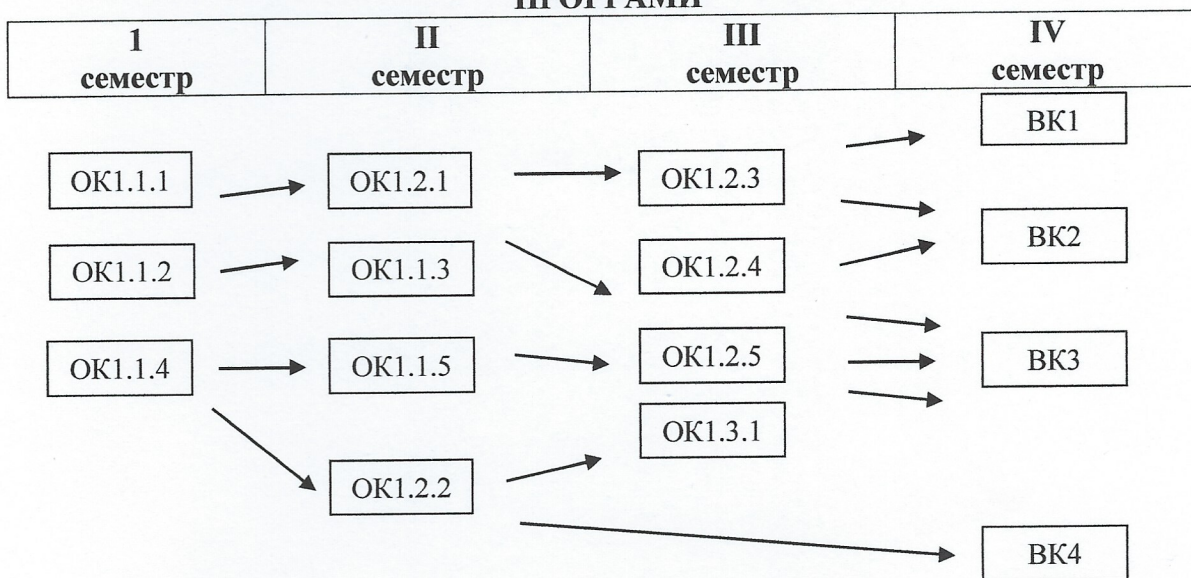 ПРОГРАМИ
1 II III IV
семестр семестр семестр семестр
ВК1
ОК1.1.1 ОК1.2.1 ОК1.2.3
ОК1.1.2 ОК1.1.3 ОК1.2.4 ВК2
ОК1.1.4 ОК1.1.5 ОК1.2.5 ВК3
ОК1.3.1
ОК1.2.2
ВК4